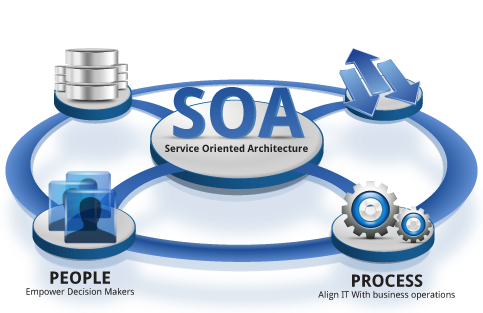 SOA
Service Oriented Architecture
PEOPLE
Empower Decision Makers
PROCESS
Align IT With business operations